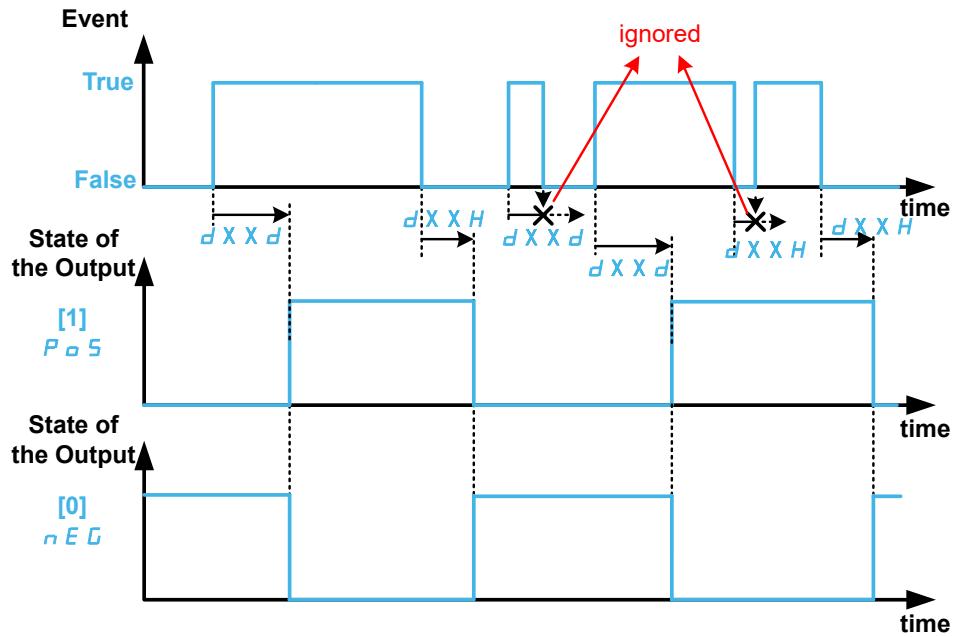 Event
ignored
True
False
time
d X X d
d X X H
d X X d
d X X d
d X X H
d X X H
State of
the Output
[1]
P o S
time
State of
the Output
[0]
n E G
time